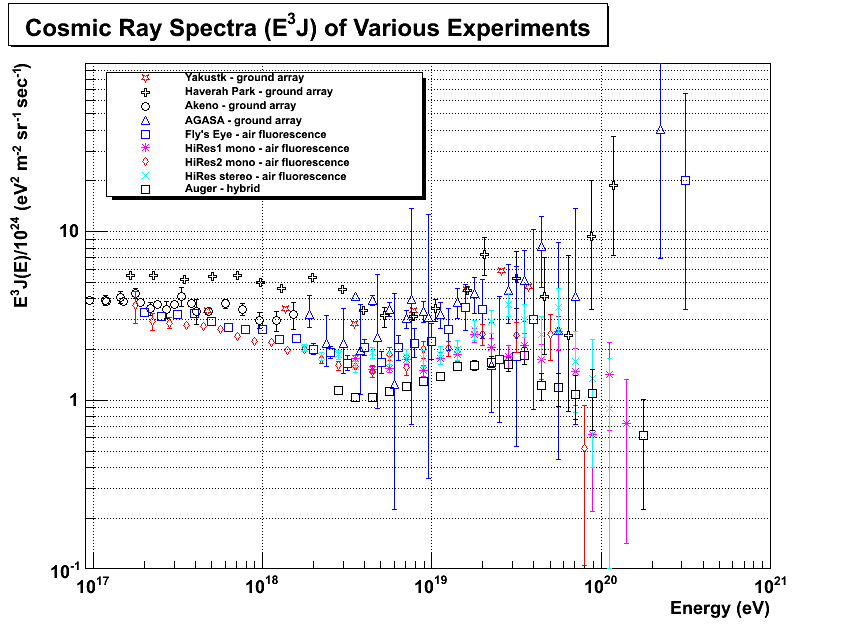 Cosmic Ray Spectra (E³J) of Various Experiments
E³J(E)/10²⁴ (eV² m⁻² sr⁻¹ sec⁻¹)
Yakustk - ground array
Haverah Park - ground array
Akeno - ground array
AGASA - ground array
Fly's Eye - air fluorescence
HiRes1 mono - air fluorescence
HiRes2 mono - air fluorescence
HiRes stereo - air fluorescence
Auger - hybrid
10
1
10⁻¹
10¹⁷
10¹⁸
10¹⁹
10²⁰
10²¹
Energy (eV)